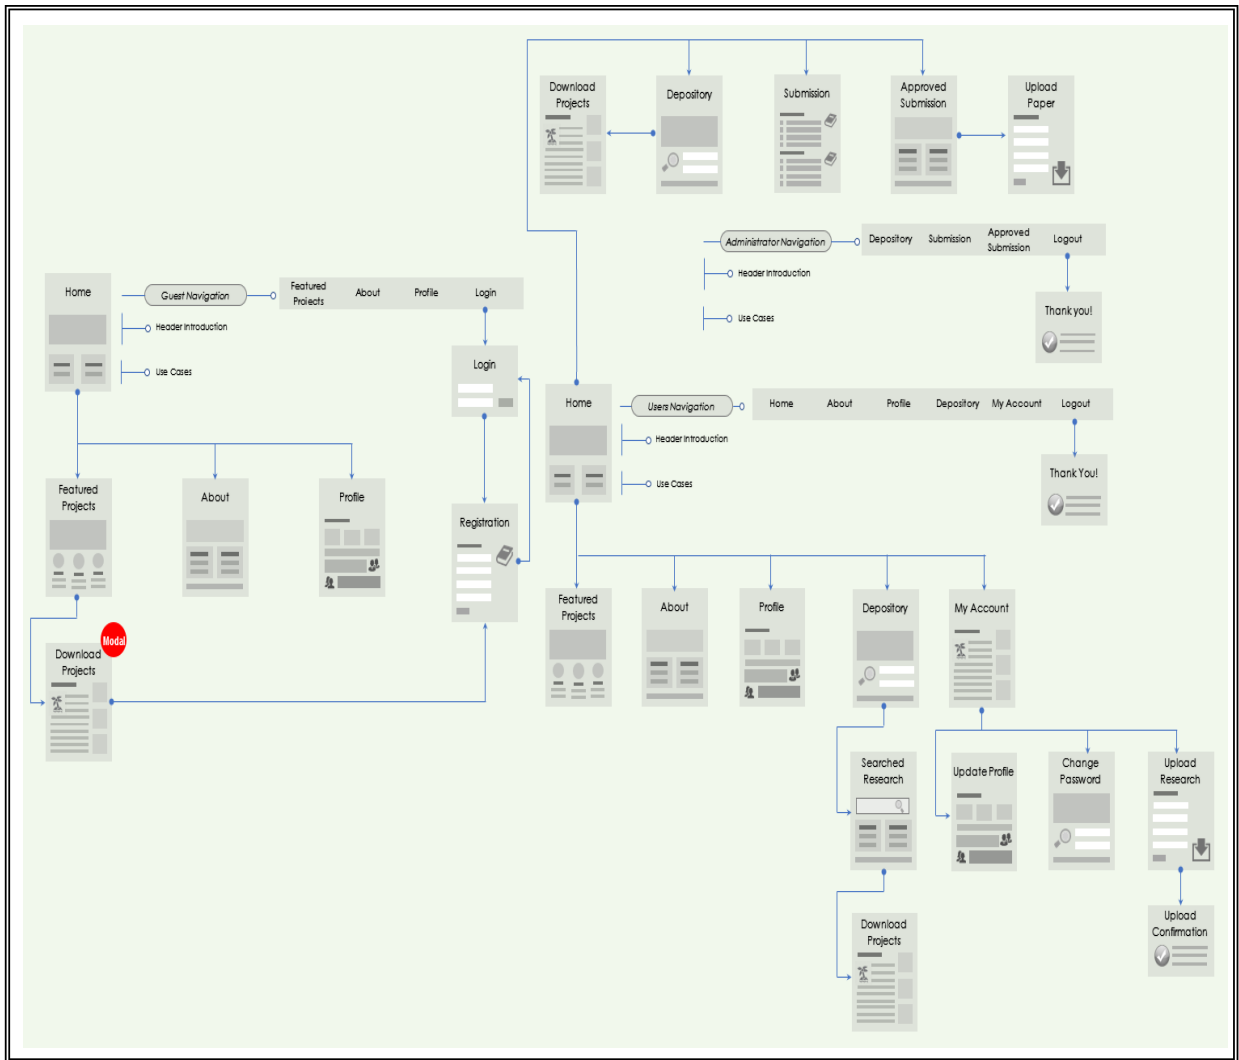 Download
Projects
Depository
Submission
Approved
Submission
Upload
Paper
Administrator Navigation
Depository
Submission
Approved
Submission
Logout
Header Introduction
Use Cases
Thank you!
Home
Guest Navigation
Featured
Projects
About
Profile
Login
Header Introduction
Use Cases
Login
Registration
Featured
Projects
About
Profile
Modal
Download
Projects
Home
Users Navigation
Home
About
Profile
Depository
My Account
Logout
Header Introduction
Use Cases
Thank You!
Featured
Projects
About
Profile
Depository
My Account
Searched
Research
Update Profile
Change
Password
Upload
Research
Download
Projects
Upload
Confirmation